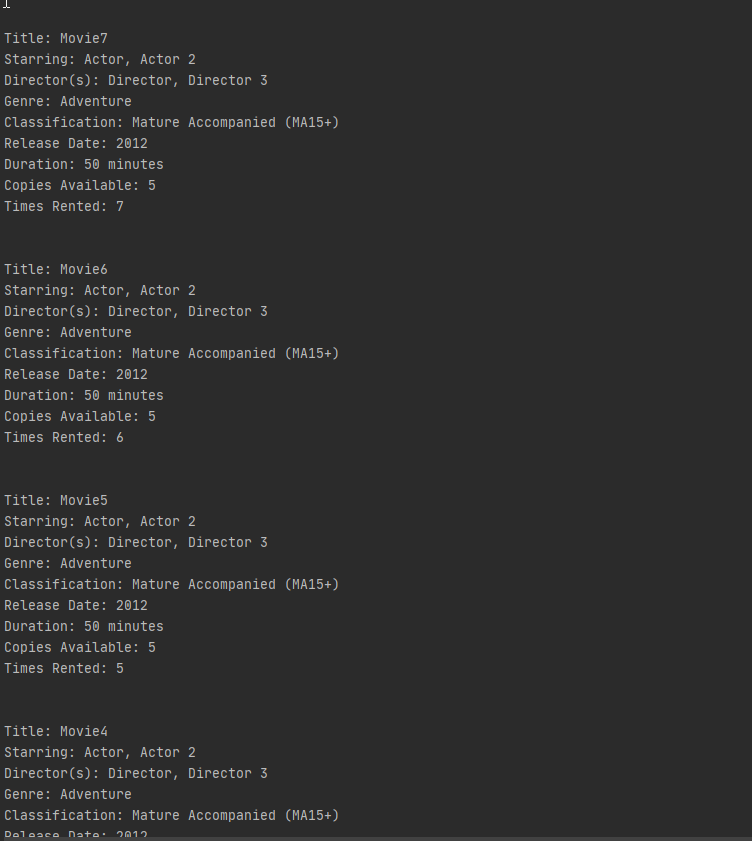 Title: Movie7
Starring: Actor, Actor 2
Director(s): Director, Director 3
Genre: Adventure
Classification: Mature Accompanied (MA15+)
Release Date: 2012
Duration: 50 minutes
Copies Available: 5
Times Rented: 7
Title: Movie6
Starring: Actor, Actor 2
Director(s): Director, Director 3
Genre: Adventure
Classification: Mature Accompanied (MA15+)
Release Date: 2012
Duration: 50 minutes
Copies Available: 5
Times Rented: 6
Title: Movie5
Starring: Actor, Actor 2
Director(s): Director, Director 3
Genre: Adventure
Classification: Mature Accompanied (MA15+)
Release Date: 2012
Duration: 50 minutes
Copies Available: 5
Times Rented: 5
Title: Movie4
Starring: Actor, Actor 2
Director(s): Director, Director 3
Genre: Adventure
Classification: Mature Accompanied (MA15+)
Release Date: 2012